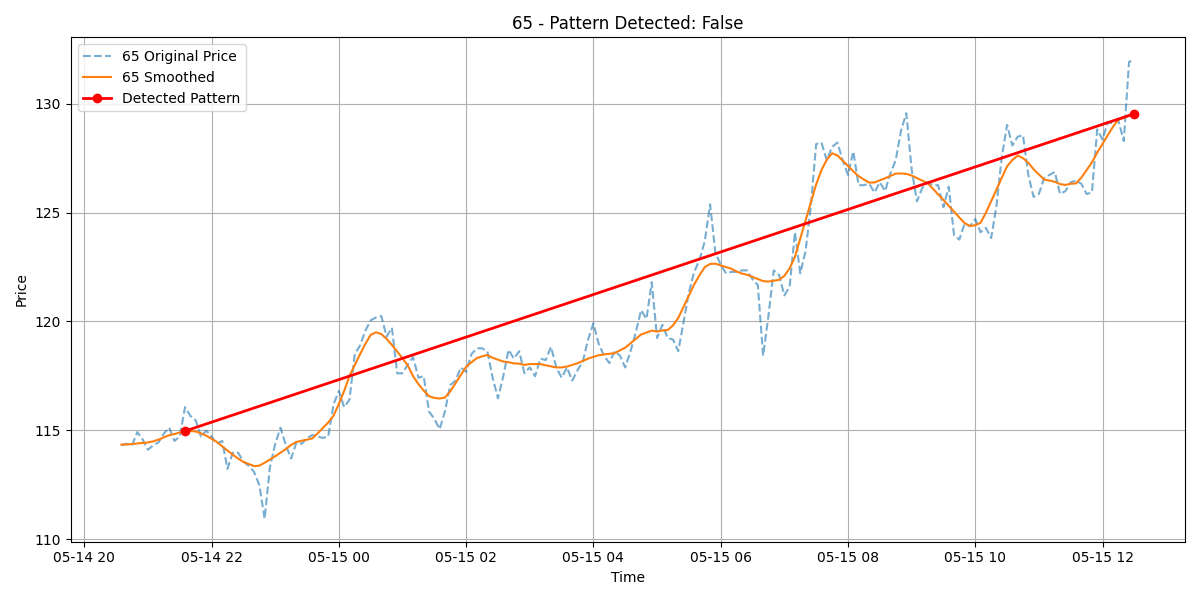 65 - Pattern Detected: False
65 Original Price
65 Smoothed
Detected Pattern
Price
130
125
120
115
110
05-14 20
05-14 22
05-15 00
05-15 02
05-15 04
05-15 06
05-15 08
05-15 10
05-15 12
Time